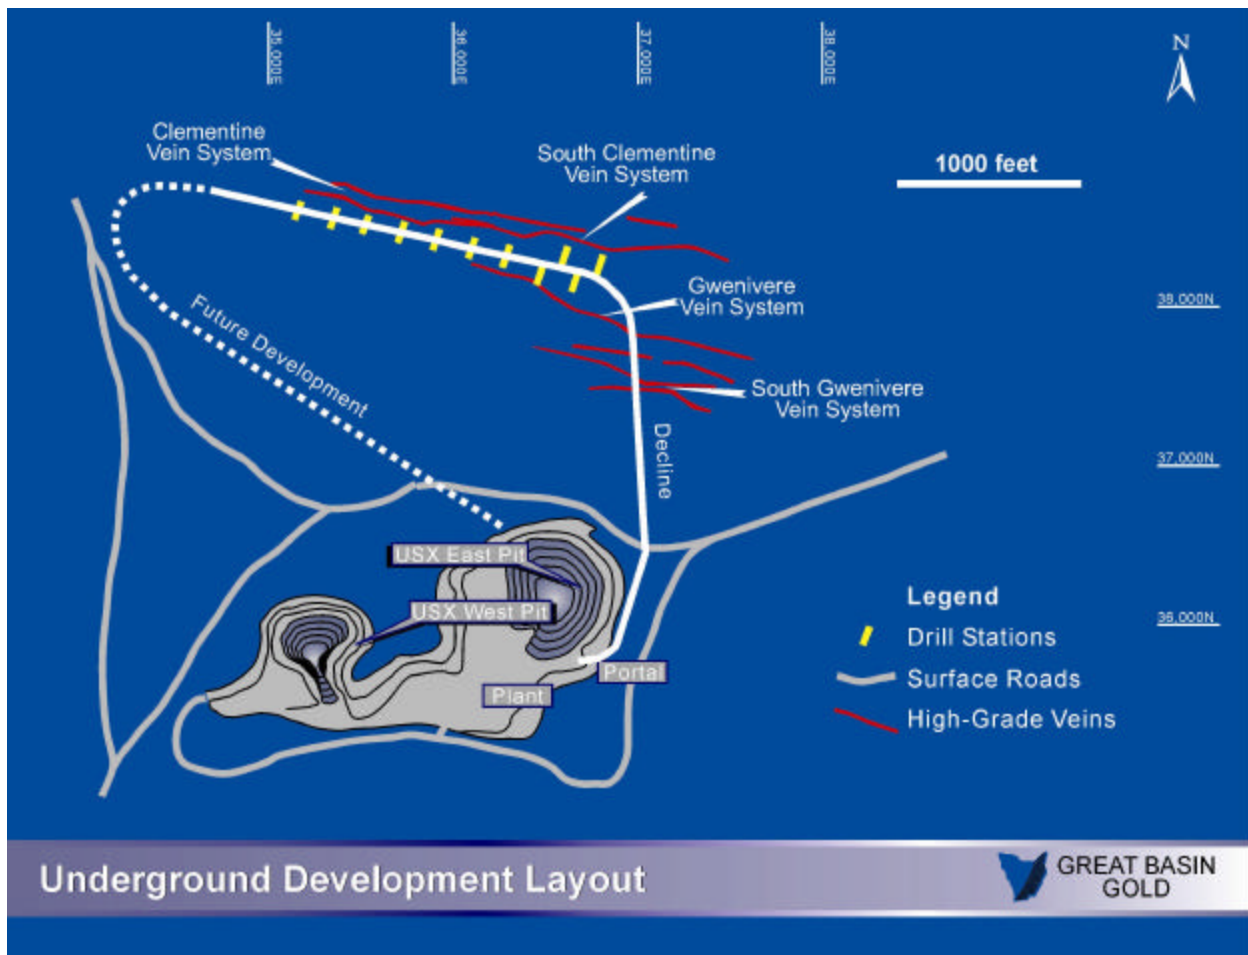 35,000E
36,000E
37,000E
38,000E
N
Clementine
Vein System
South Clementine
Vein System
1000 feet
Gwenivere
Vein System
38,000N
Future Development
South Gwenivere
Vein System
Decline
37,000N
USX East Pit
USX West Pit
Portal
Plant
36,000N
Legend
Drill Stations
Surface Roads
High-Grade Veins
Underground Development Layout
GREAT BASIN
GOLD